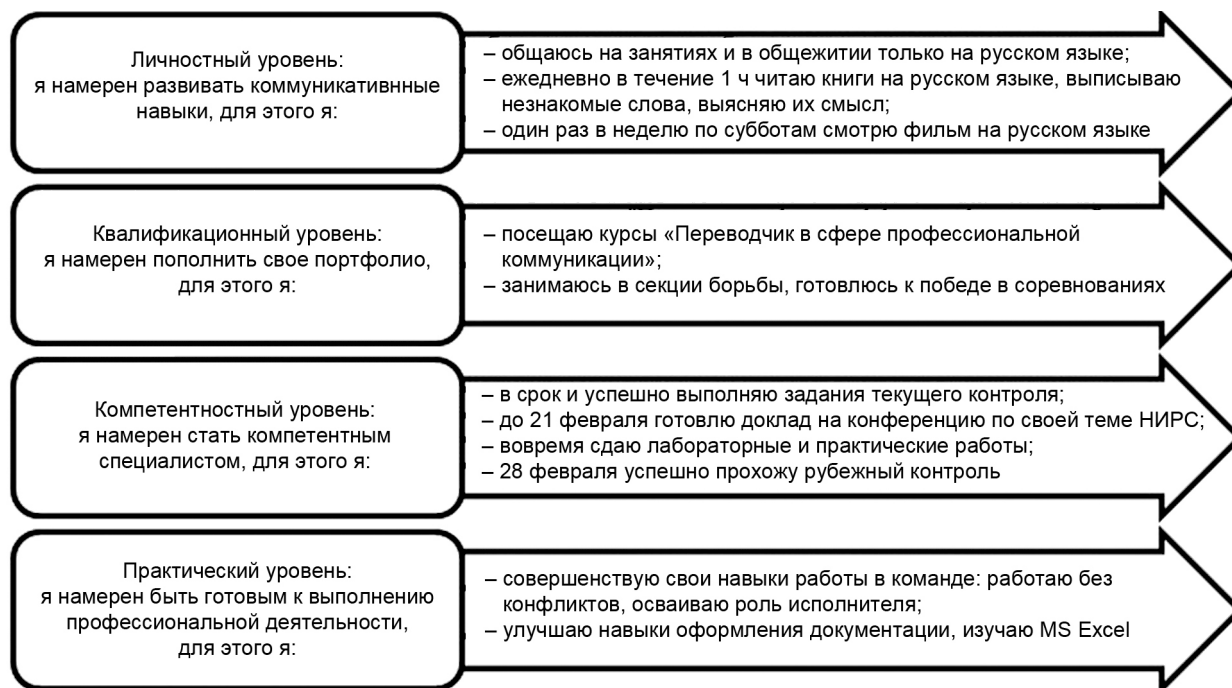 Личностный уровень:
я намерен развивать коммуникативнные
навыки, для этого я:
– общаюсь на занятиях и в общежитии только на русском языке;
– ежедневно в течение 1 ч читаю книги на русском языке, выписываю
незнакомые слова, выясняю их смысл;
– один раз в неделю по субботам смотрю фильм на русском языке
Квалификационный уровень:
я намерен пополнить свое портфолио,
для этого я:
– посещаю курсы «Переводчик в сфере профессиональной
коммуникации»;
– занимаюсь в секции борьбы, готовлюсь к победе в соревнованиях
Компетентностный уровень:
я намерен стать компетентным
специалистом, для этого я:
– в срок и успешно выполняю задания текущего контроля;
– до 21 февраля готовлю доклад на конференцию по своей теме НИРС;
– вовремя сдаю лабораторные и практические работы;
– 28 февраля успешно прохожу рубежный контроль
Практический уровень:
я намерен быть готовым к выполнению
профессиональной деятельности,
для этого я:
– совершенствую свои навыки работы в команде: работаю без
конфликтов, осваиваю роль исполнителя;
– улучшаю навыки оформления документации, изучаю MS Excel